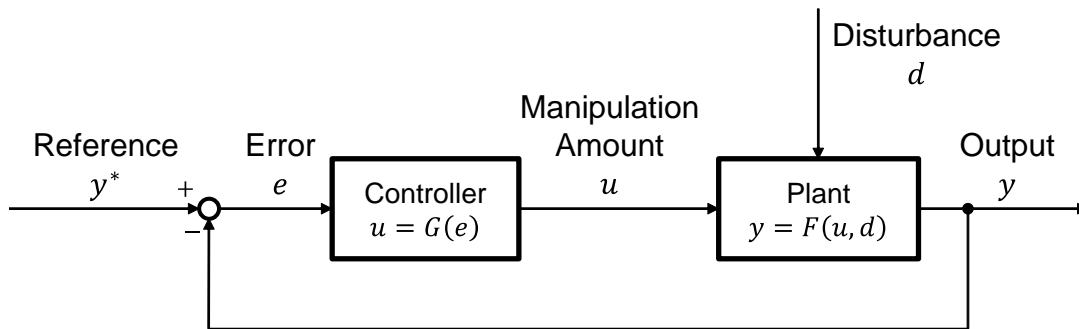 Disturbance
d
Manipulation
Amount
u
Reference
y*
Error
e
Output
y
+
−
Controller
u = G(e)
Plant
y = F(u, d)